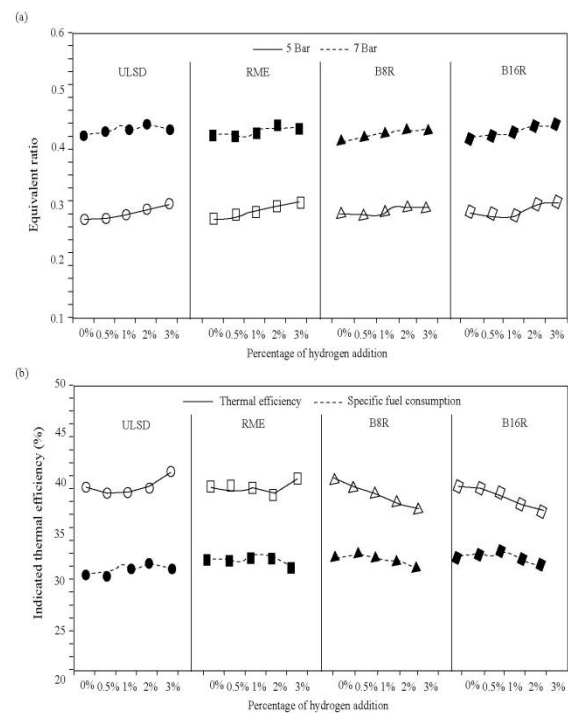 (a)
0.6
0.5
0.4
0.3
0.2
0.1
Equivalent ratio
5 Bar 7 Bar
ULSD RME B8R B16R
0% 0.5% 1% 2% 3% 0% 0.5% 1% 2% 3% 0% 0.5% 1% 2% 3% 0% 0.5% 1% 2% 3%
Percentage of hydrogen addition
(b)
50
45
40
35
30
25
20
Indicated thermal efficiency (%)
Thermal efficiency Specific fuel consumption
ULSD RME B8R B16R
0% 0.5% 1% 2% 3% 0% 0.5% 1% 2% 3% 0% 0.5% 1% 2% 3% 0% 0.5% 1% 2% 3%
Percentage of hydrogen addition